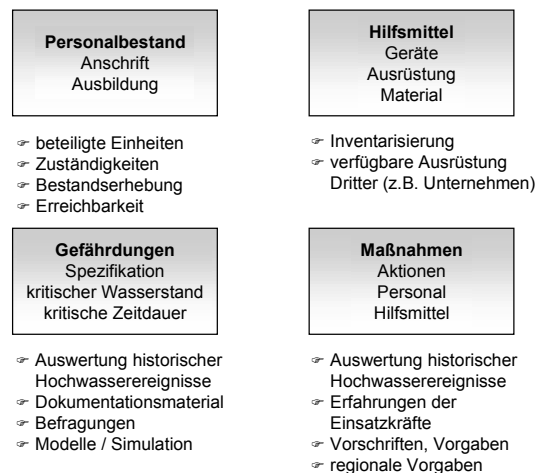 Personalbestand
Anschrift
Ausbildung
☞ beteiligte Einheiten
☞ Zuständigkeiten
☞ Bestandserhebung
☞ Erreichbarkeit
Hilfsmittel
Geräte
Ausrüstung
Material
☞ Inventarisierung
☞ verfügbare Ausrüstung
Dritter (z.B. Unternehmen)
Gefährdungen
Spezifikation
kritischer Wasserstand
kritische Zeitdauer
☞ Auswertung historischer
Hochwasserereignisse
☞ Dokumentationsmaterial
☞ Befragungen
☞ Modelle / Simulation
Maßnahmen
Aktionen
Personal
Hilfsmittel
☞ Auswertung historischer
Hochwasserereignisse
☞ Erfahrungen der
Einsatzkräfte
☞ Vorschriften, Vorgaben
☞ regionale Vorgaben